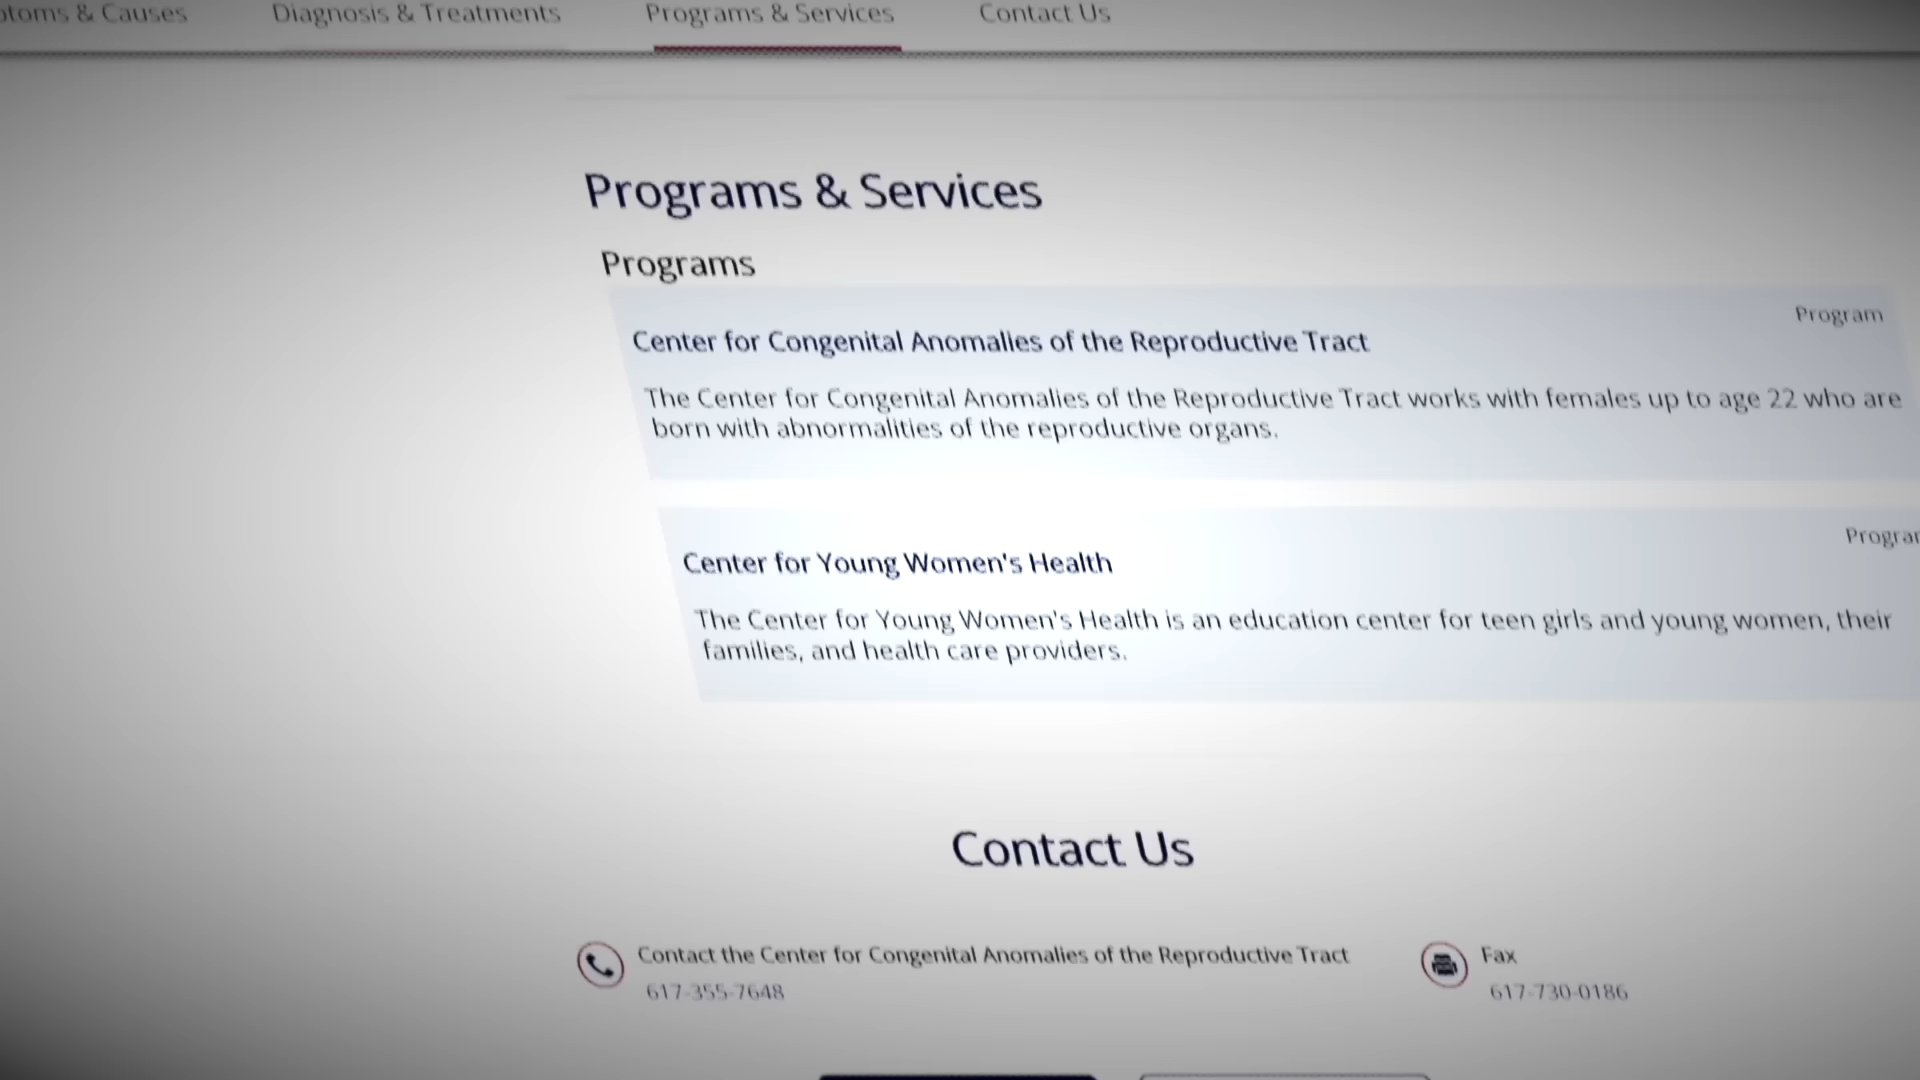 & Causes Diagnosis & Treatments Programs & Services Contact Us
Programs & Services
Programs
Program
Center for Congenital Anomalies of the Reproductive Tract
The Center for Congenital Anomalies of the Reproductive Tract works with females up to age 22 who are
born with abnormalities of the reproductive organs.
Center for Young Women's Health
The Center for Young Women's Health is an education center for teen girls and young women, their
families, and health care providers.
Contact Us
Contact the Center for Congenital Anomalies of the Reproductive Tract Fax
617-355-7648 617-730-0186